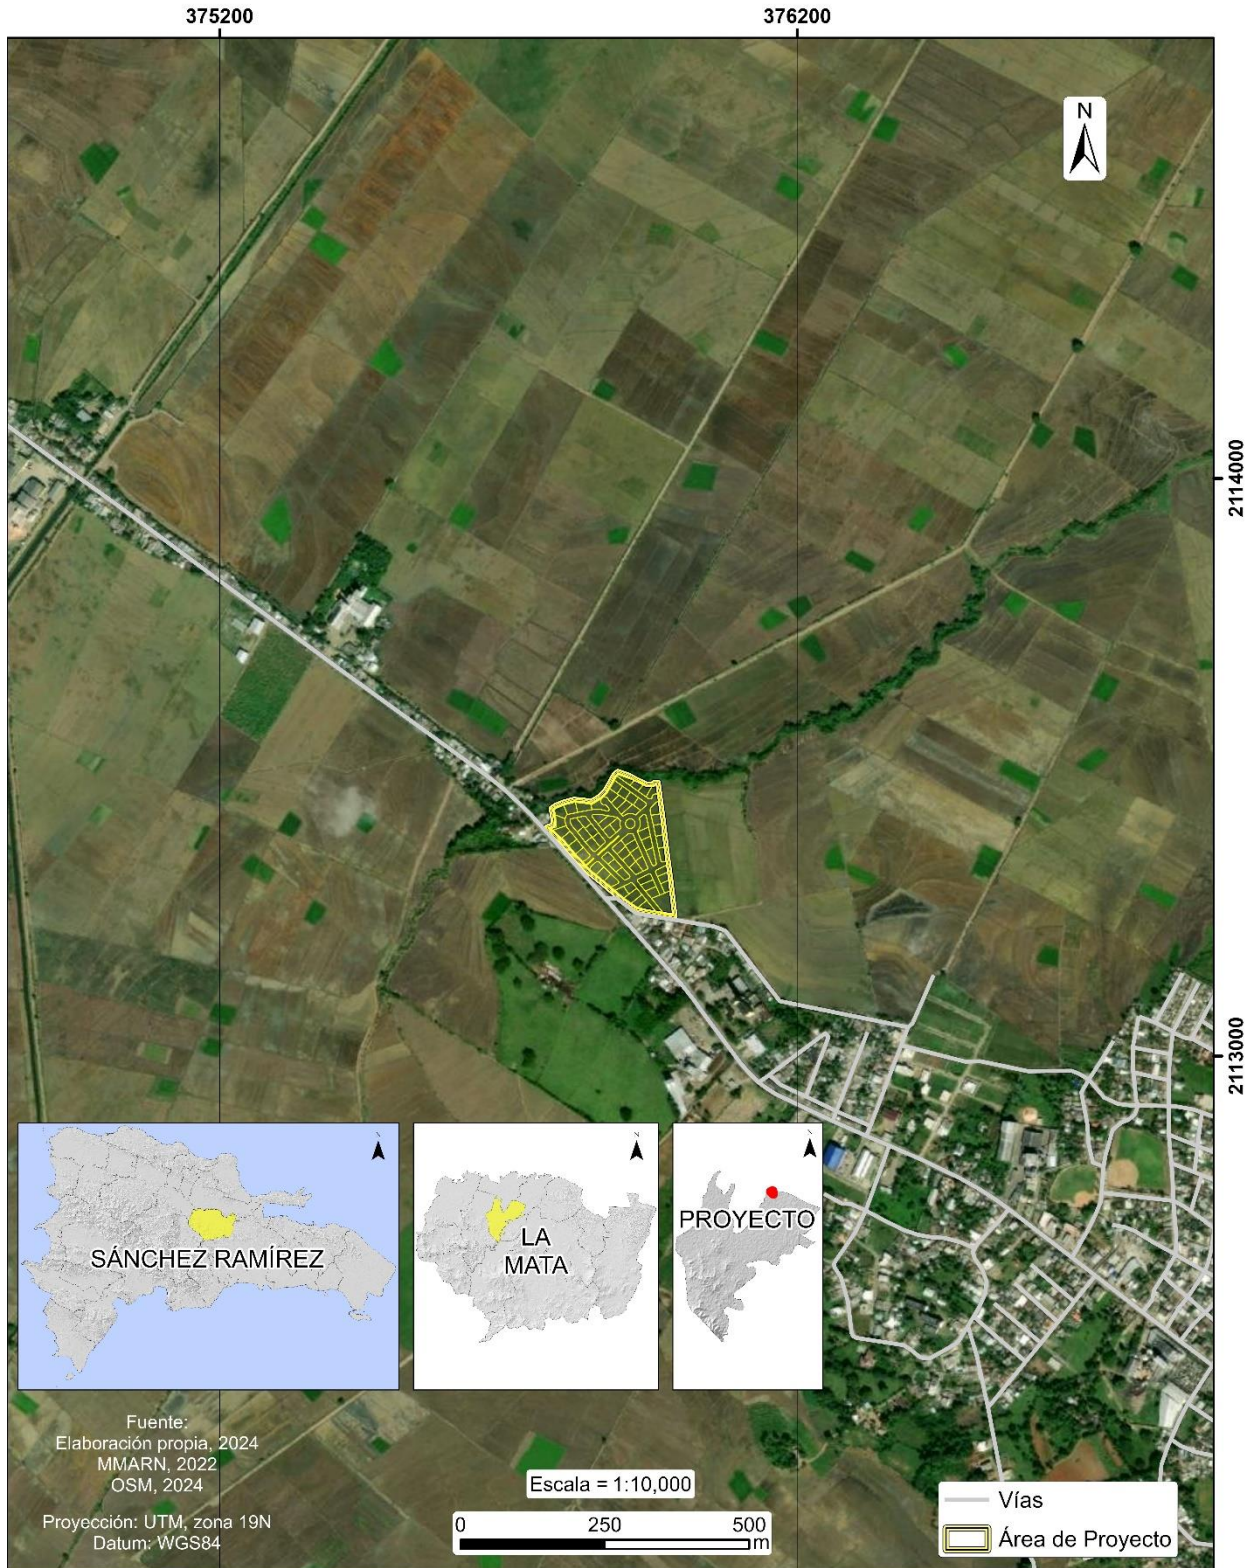 375200
376200
N
2114000
2113000
SÁNCHEZ RAMÍREZ
LA
MATA
PROYECTO
Fuente:
Elaboración propia, 2024
MMARN, 2022
OSM, 2024
Proyección: UTM, zona 19N
Datum: WGS84
Escala = 1:10,000
0 250 500
m
Vías
Área de Proyecto